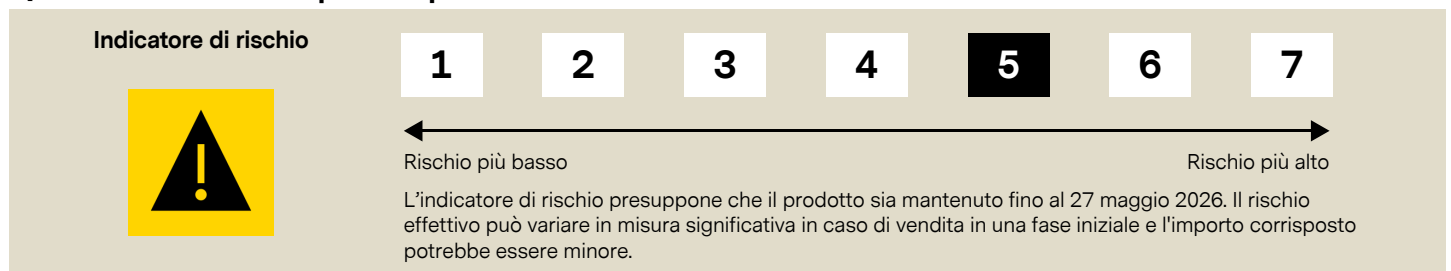 Indicatore di rischio
1 2 3 4 5 6 7
Rischio più basso Rischio più alto
L'indicatore di rischio presuppone che il prodotto sia mantenuto fino al 27 maggio 2026. Il rischio
effettivo può variare in misura significativa in caso di vendita in una fase iniziale e l'importo corrisposto
potrebbe essere minore.